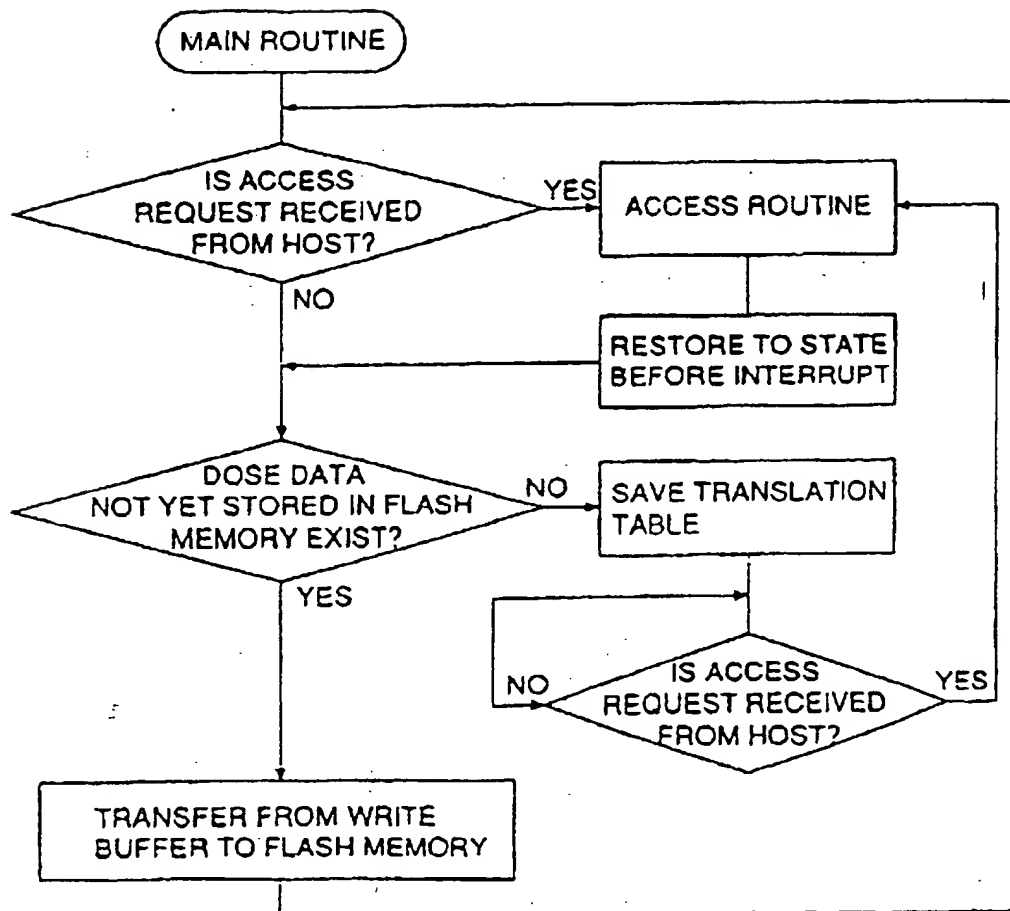 MAIN ROUTINE
IS ACCESS
REQUEST RECEIVED
FROM HOST?
YES
ACCESS ROUTINE
NO
RESTORE TO STATE
BEFORE INTERRUPT
DOSE DATA
NOT YET STORED IN FLASH
MEMORY EXIST?
NO
SAVE TRANSLATION
TABLE
YES
IS ACCESS
REQUEST RECEIVED
FROM HOST?
NO
YES
TRANSFER FROM WRITE
BUFFER TO FLASH MEMORY